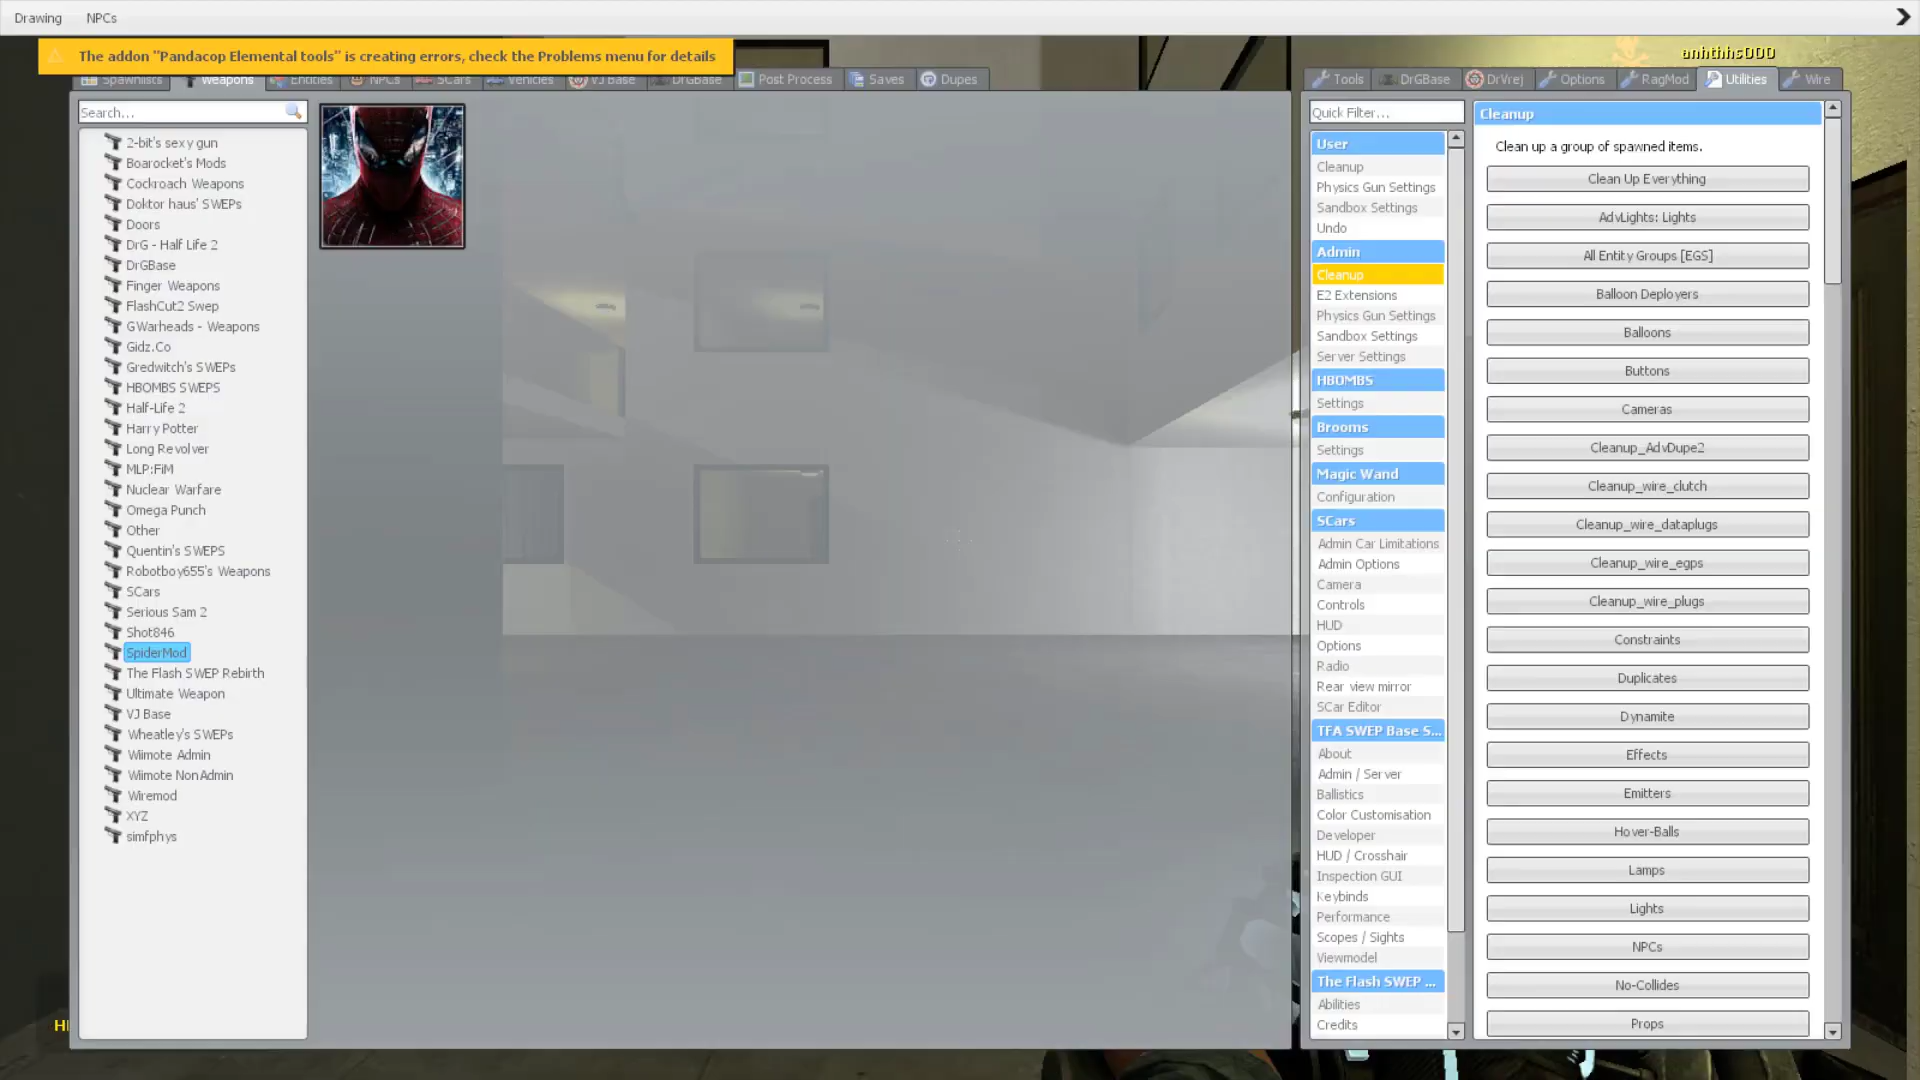 Drawing
NPCs
The addon "Pandacop Elemental tools" is creating errors, check the Problems menu for details
anhthhs000
Spawnlists
Weapons
Entities
NPCs
SCars
Vehicles
VJ Base
DrGBase
Post Process
Saves
Dupes
Tools
DrGBase
DrVrej
Options
RagMod
Utilities
Wire
Search...
2-bit's sexy gun
Boarocket's Mods
Cockroach Weapons
Doktor haus' SWEPs
Doors
DrG - Half Life 2
DrGBase
Finger Weapons
FlashCut2 Swep
GWarheads - Weapons
Gidz.Co
Gredwitch's SWEPs
HBOMBS SWEPS
Half-Life 2
Harry Potter
Long Revolver
MLP:FiM
Nuclear Warfare
Omega Punch
Other
Quentin's SWEPS
Robotboy655's Weapons
SCars
Serious Sam 2
Shot846
SpiderMod
The Flash SWEP Rebirth
Ultimate Weapon
VJ Base
Wheatley's SWEPs
Wiimote Admin
Wiimote NonAdmin
Wiremod
XYZ
simfphys
Quick Filter...
User
Cleanup
Physics Gun Settings
Sandbox Settings
Undo
Admin
Cleanup
E2 Extensions
Physics Gun Settings
Sandbox Settings
Server Settings
HBOMBS
Settings
Brooms
Settings
Magic Wand
Configuration
SCars
Admin Car Limitations
Admin Options
Camera
Controls
HUD
Options
Radio
Rear view mirror
SCar Editor
TFA SWEP Base S...
About
Admin / Server
Ballistics
Color Customisation
Developer
HUD / Crosshair
Inspection GUI
Keybinds
Performance
Scopes / Sights
Viewmodel
The Flash SWEP ...
Abilities
Credits
Cleanup
Clean up a group of spawned items.
Clean Up Everything
AdvLights: Lights
All Entity Groups [EGS]
Balloon Deployers
Balloons
Buttons
Cameras
Cleanup_AdvDupe2
Cleanup_wire_clutch
Cleanup_wire_dataplugs
Cleanup_wire_egps
Cleanup_wire_plugs
Constraints
Duplicates
Dynamite
Effects
Emitters
Hover-Balls
Lamps
Lights
NPCs
No-Collides
Props